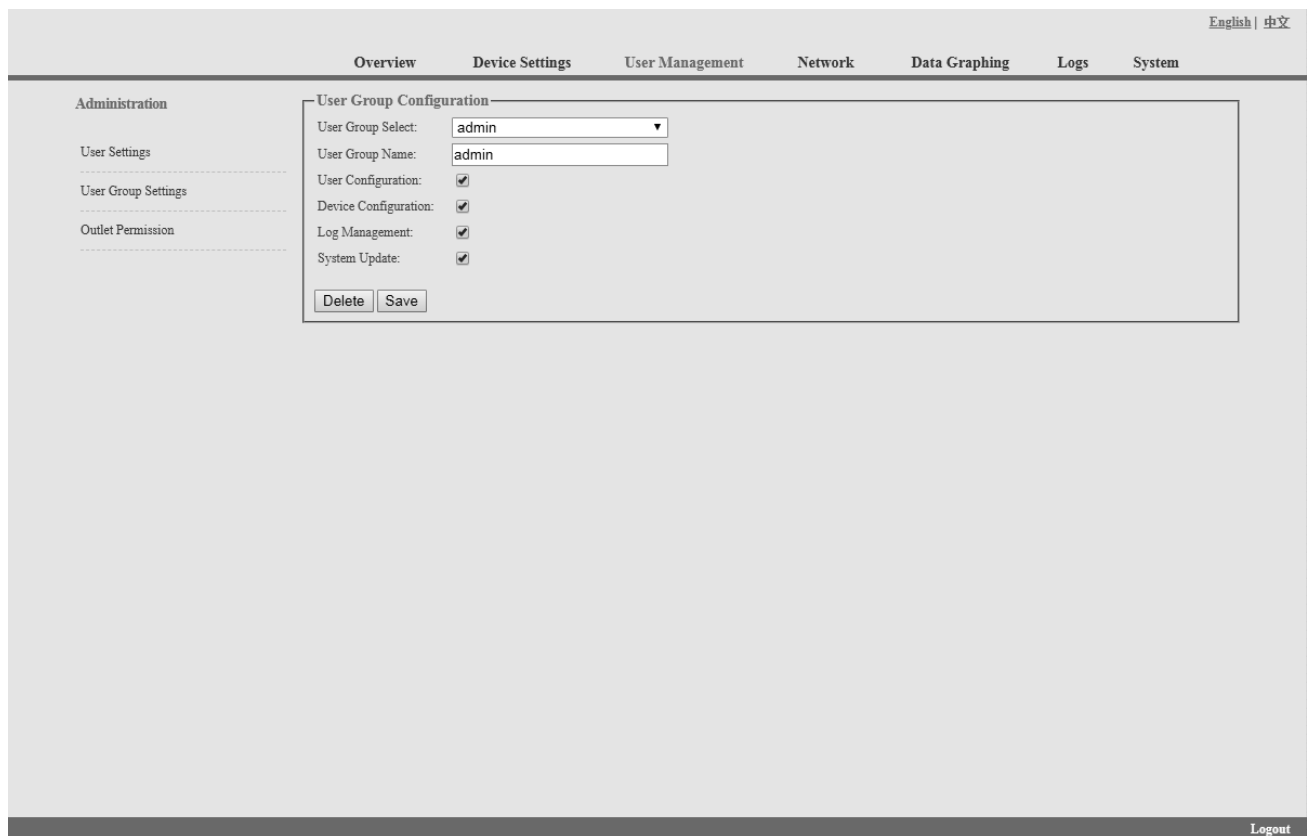 English | 中文
Overview Device Settings User Management Network Data Graphing Logs System
Administration
User Settings
User Group Settings
Outlet Permission
User Group Configuration
User Group Select: admin
User Group Name: admin
User Configuration:
Device Configuration:
Log Management:
System Update:
Delete Save
Logout